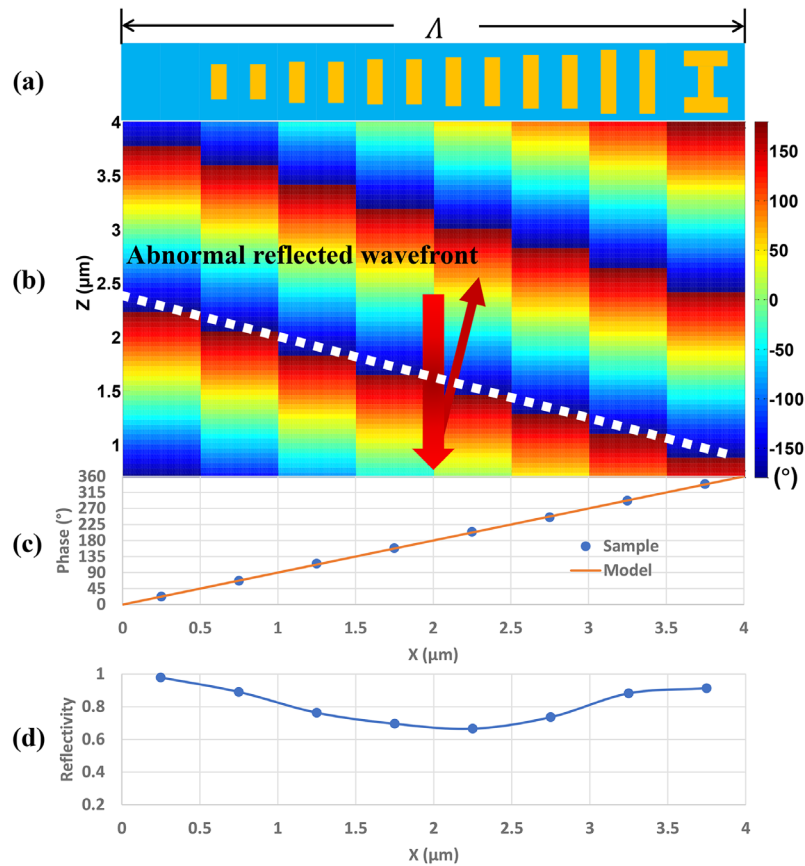 Λ
(a)
4
3.5
3
2.5
2
1.5
1
Z (μm)
(b)
Abnormal reflected wavefront
150
100
50
0
-50
-100
-150
(°)
(c)
360
315
270
225
180
135
90
45
0
Phase (°)
Sample
Model
0 0.5 1 1.5 2 2.5 3 3.5 4
X (μm)
(d)
1
0.8
0.6
0.4
0.2
Reflectivity
0 0.5 1 1.5 2 2.5 3 3.5 4
X (μm)